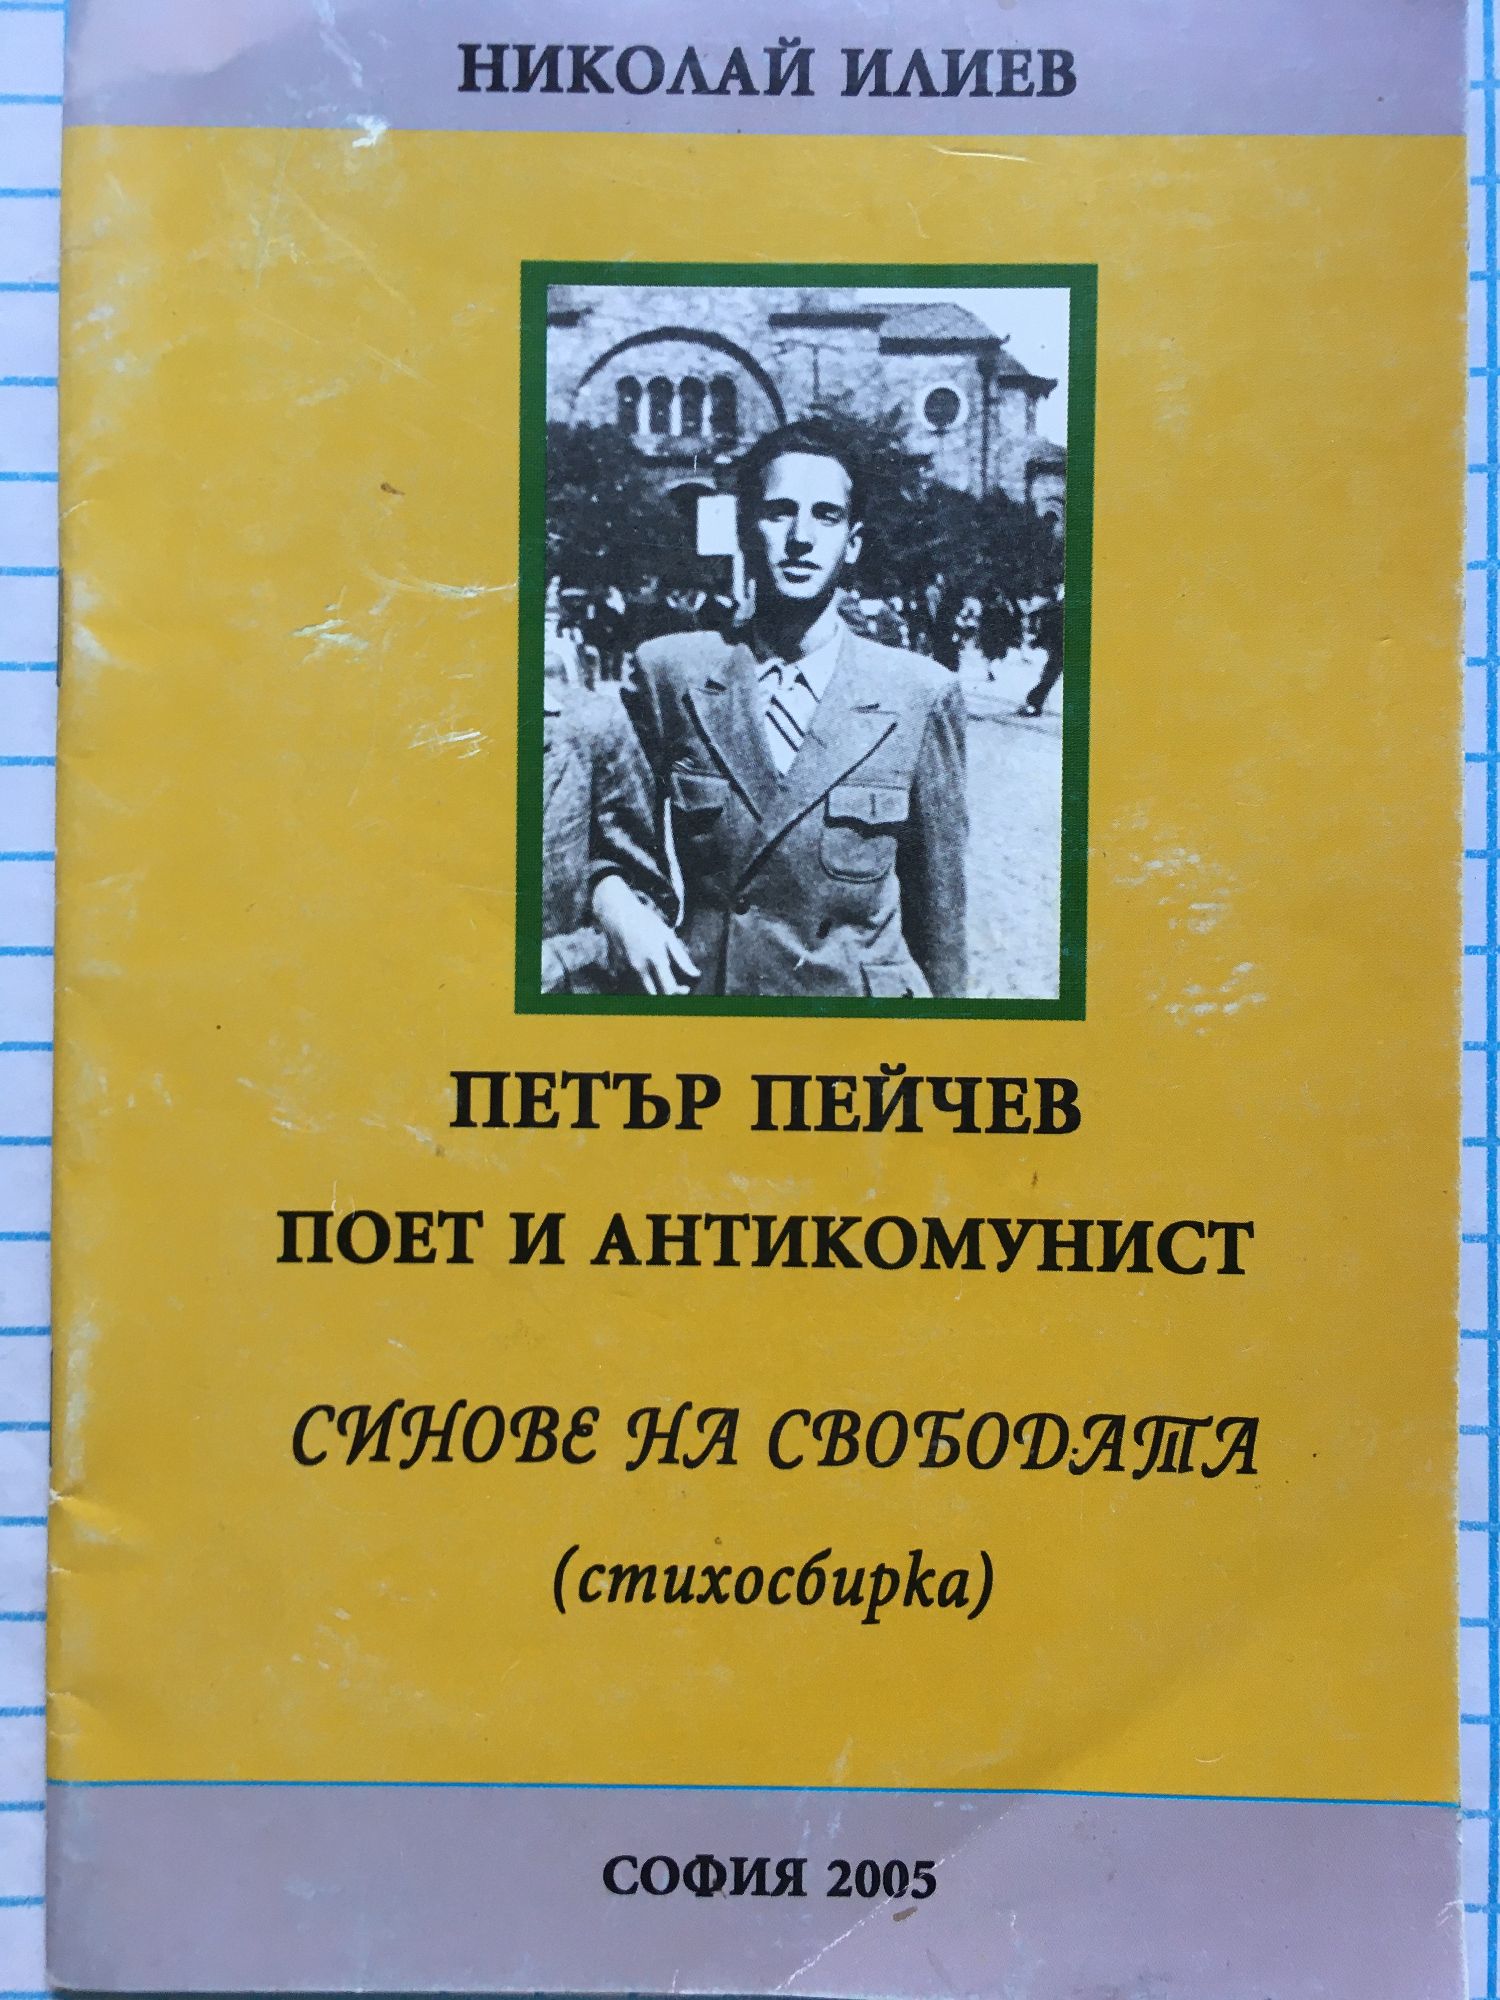 НИКОЛАЙ ИЛИЕВ
ПЕТЪР ПЕЙЧЕВ
ПОЕТ И АНТИКОМУНИСТ
СИНОВЕ НА СВОБОДАТА
(стихосбирка)
СОФИЯ 2005